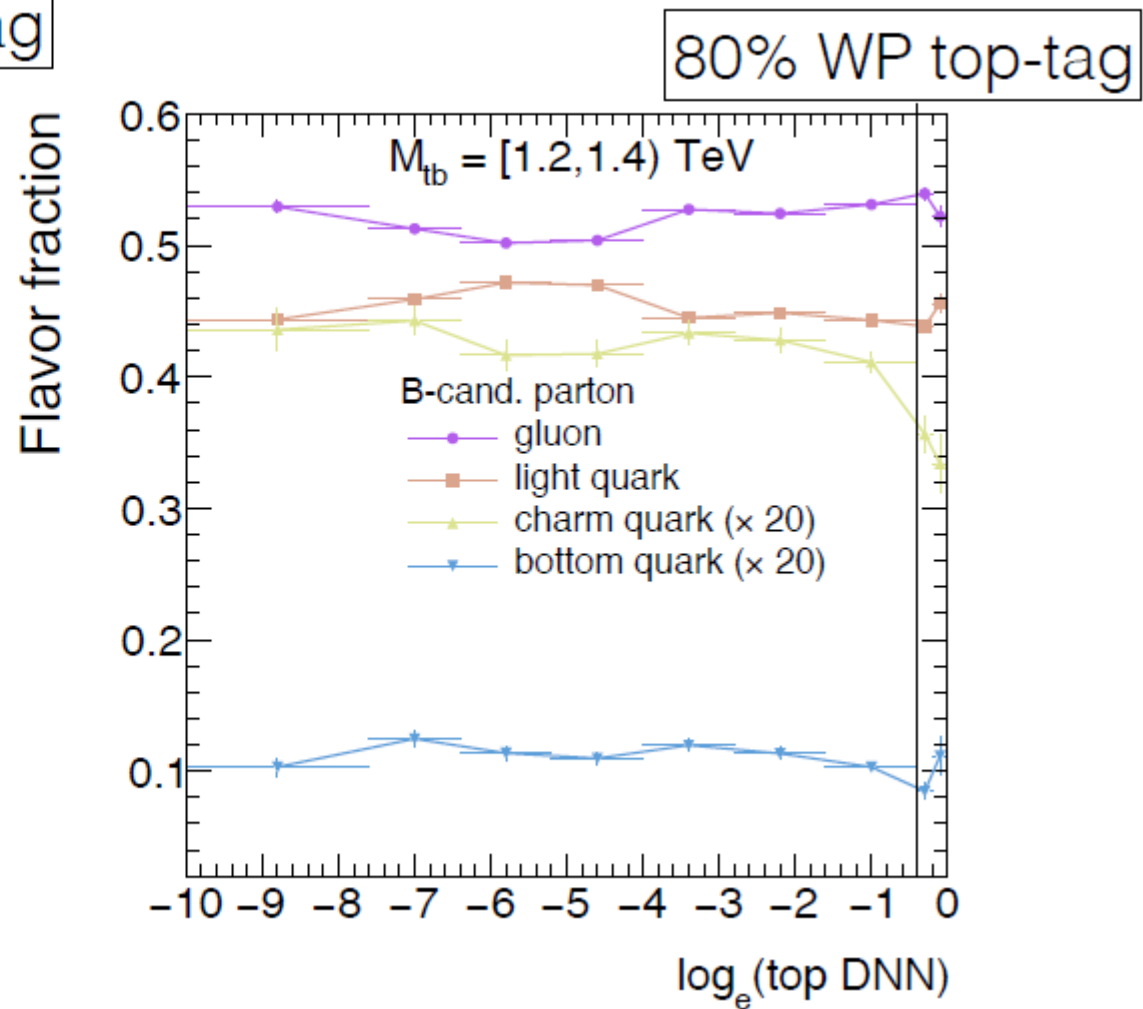 80% WP top-tag
M_tb = [1.2,1.4) TeV
Flavor fraction
0.6
0.5
0.4
0.3
0.2
0.1
B-cand. parton
gluon
light quark
charm quark (× 20)
bottom quark (× 20)
−10 −9 −8 −7 −6 −5 −4 −3 −2 −1 0
log_e(top DNN)